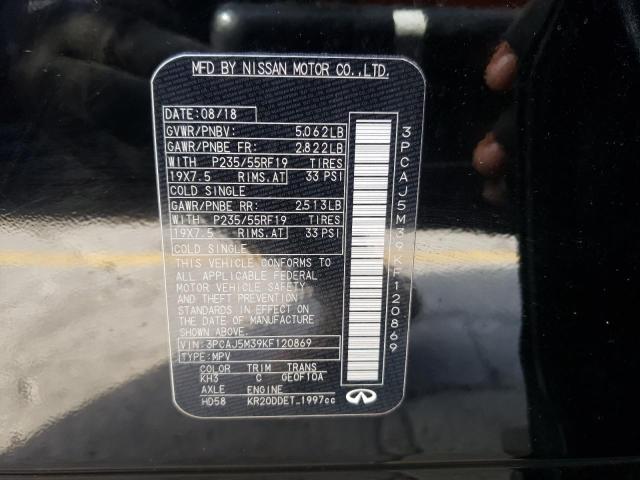 MFD BY NISSAN MOTOR CO.,LTD.
DATE: 08/18
GVWR/PNBV: 5,062LB
GAWR/PNBE FR: 2,822LB
WITH P235/55RF19 TIRES
19X7.5 RIMS.AT 33 PSI
COLD SINGLE
GAWR/PNBE RR: 2,513LB
WITH P235/55RF19 TIRES
19X7.5 RIMS.AT 33 PSI
COLD SINGLE
THIS VEHICLE CONFORMS TO
ALL APPLICABLE FEDERAL
MOTOR VEHICLE SAFETY
AND THEFT PREVENTION
STANDARDS IN EFFECT ON
THE DATE OF MANUFACTURE
SHOWN ABOVE.
VIN: 3PCAJ5M39KF120869
TYPE: MPV
COLOR TRIM TRANS
KH3 C GE0F10A
AXLE ENGINE
HD58 KR20DDET_1997cc
3PCAJ5M39KF120869